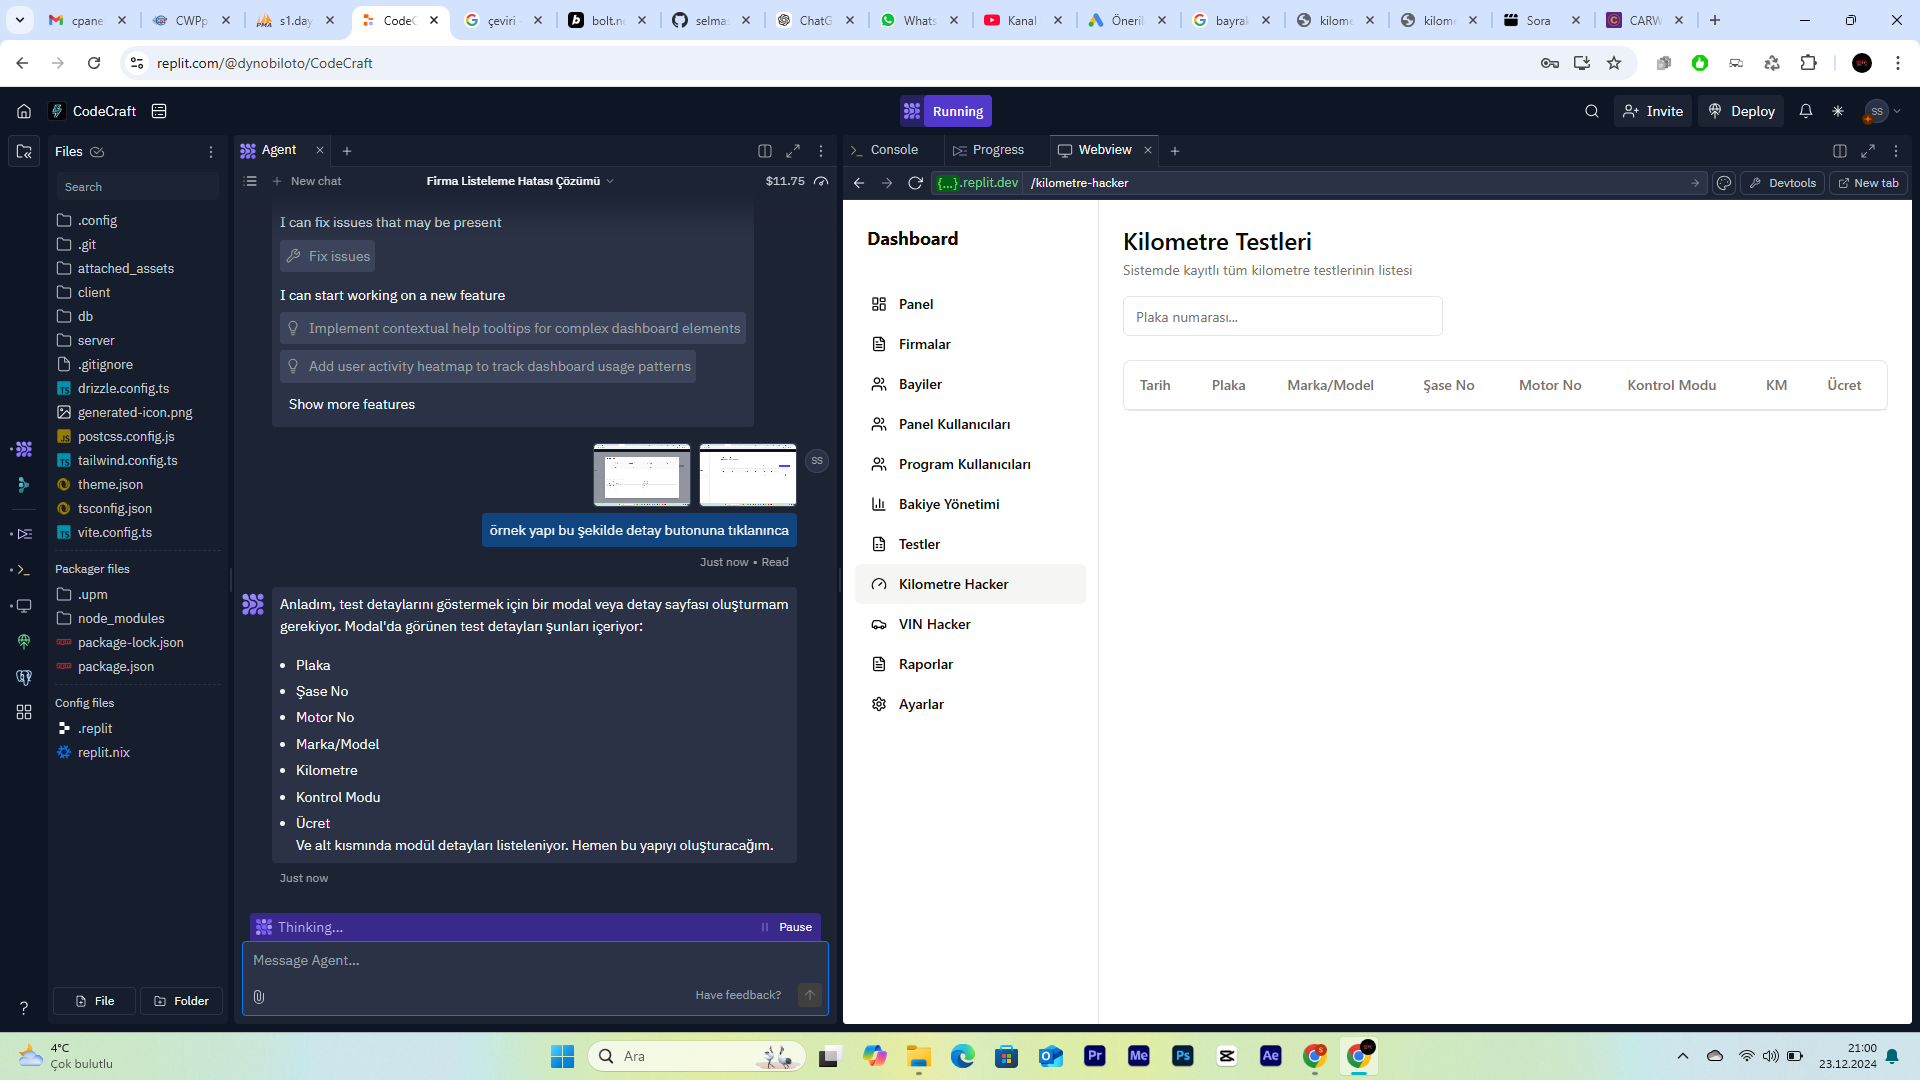 cpane
CWPp
s1.day
CodeC
çeviri -
bolt.ne
selma
ChatG
Whats
Kanal
Öneril
bayrak
kilome
kilome
Sora
CARW
replit.com/@dynobiloto/CodeCraft
CodeCraft
Running
Invite
Deploy
SS
Files
Search
.config
.git
attached_assets
client
db
server
.gitignore
drizzle.config.ts
generated-icon.png
postcss.config.js
tailwind.config.ts
theme.json
tsconfig.json
vite.config.ts
Packager files
.upm
node_modules
package-lock.json
package.json
Config files
.replit
replit.nix
File
Folder
Agent
New chat
Firma Listeleme Hatası Çözümü
$11.75
I can fix issues that may be present
Fix issues
I can start working on a new feature
Implement contextual help tooltips for complex dashboard elements
Add user activity heatmap to track dashboard usage patterns
Show more features
SS
örnek yapı bu şekilde detay butonuna tıklanınca
Just now • Read
Anladım, test detaylarını göstermek için bir modal veya detay sayfası oluşturmam
gerekiyor. Modal'da görünen test detayları şunları içeriyor:
• Plaka
• Şase No
• Motor No
• Marka/Model
• Kilometre
• Kontrol Modu
• Ücret
Ve alt kısmında modül detayları listeleniyor. Hemen bu yapıyı oluşturacağım.
Just now
Thinking...
Pause
Message Agent...
Have feedback?
Console
Progress
Webview
{...}.replit.dev
/kilometre-hacker
Devtools
New tab
Dashboard
Panel
Firmalar
Bayiler
Panel Kullanıcıları
Program Kullanıcıları
Bakiye Yönetimi
Testler
Kilometre Hacker
VIN Hacker
Raporlar
Ayarlar
Kilometre Testleri
Sistemde kayıtlı tüm kilometre testlerinin listesi
Plaka numarası...
Tarih Plaka Marka/Model Şase No Motor No Kontrol Modu KM Ücret
4°C
Çok bulutlu
Ara
Pr
Me
Ps
Ae
21:00
23.12.2024